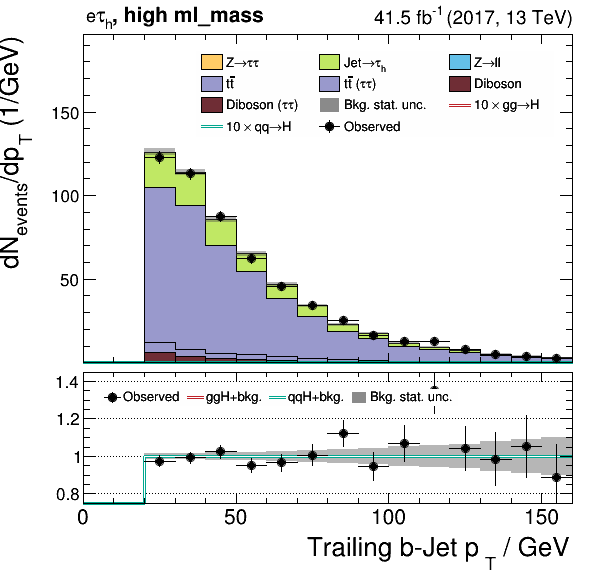 eτh, high ml_mass 41.5 fb-1 (2017, 13 TeV)
Z→ττ Jet→τh Z→ll
tt̄ tt̄ (ττ) Diboson
Diboson (ττ) Bkg. stat. unc. 10 × gg→H
10 × qq→H Observed
dNevents/dpT (1/GeV)
150
100
50
Observed ggH+bkg. qqH+bkg. Bkg. stat. unc.
1.4
1.2
1
0.8
0 50 100 150
Trailing b-Jet pT / GeV